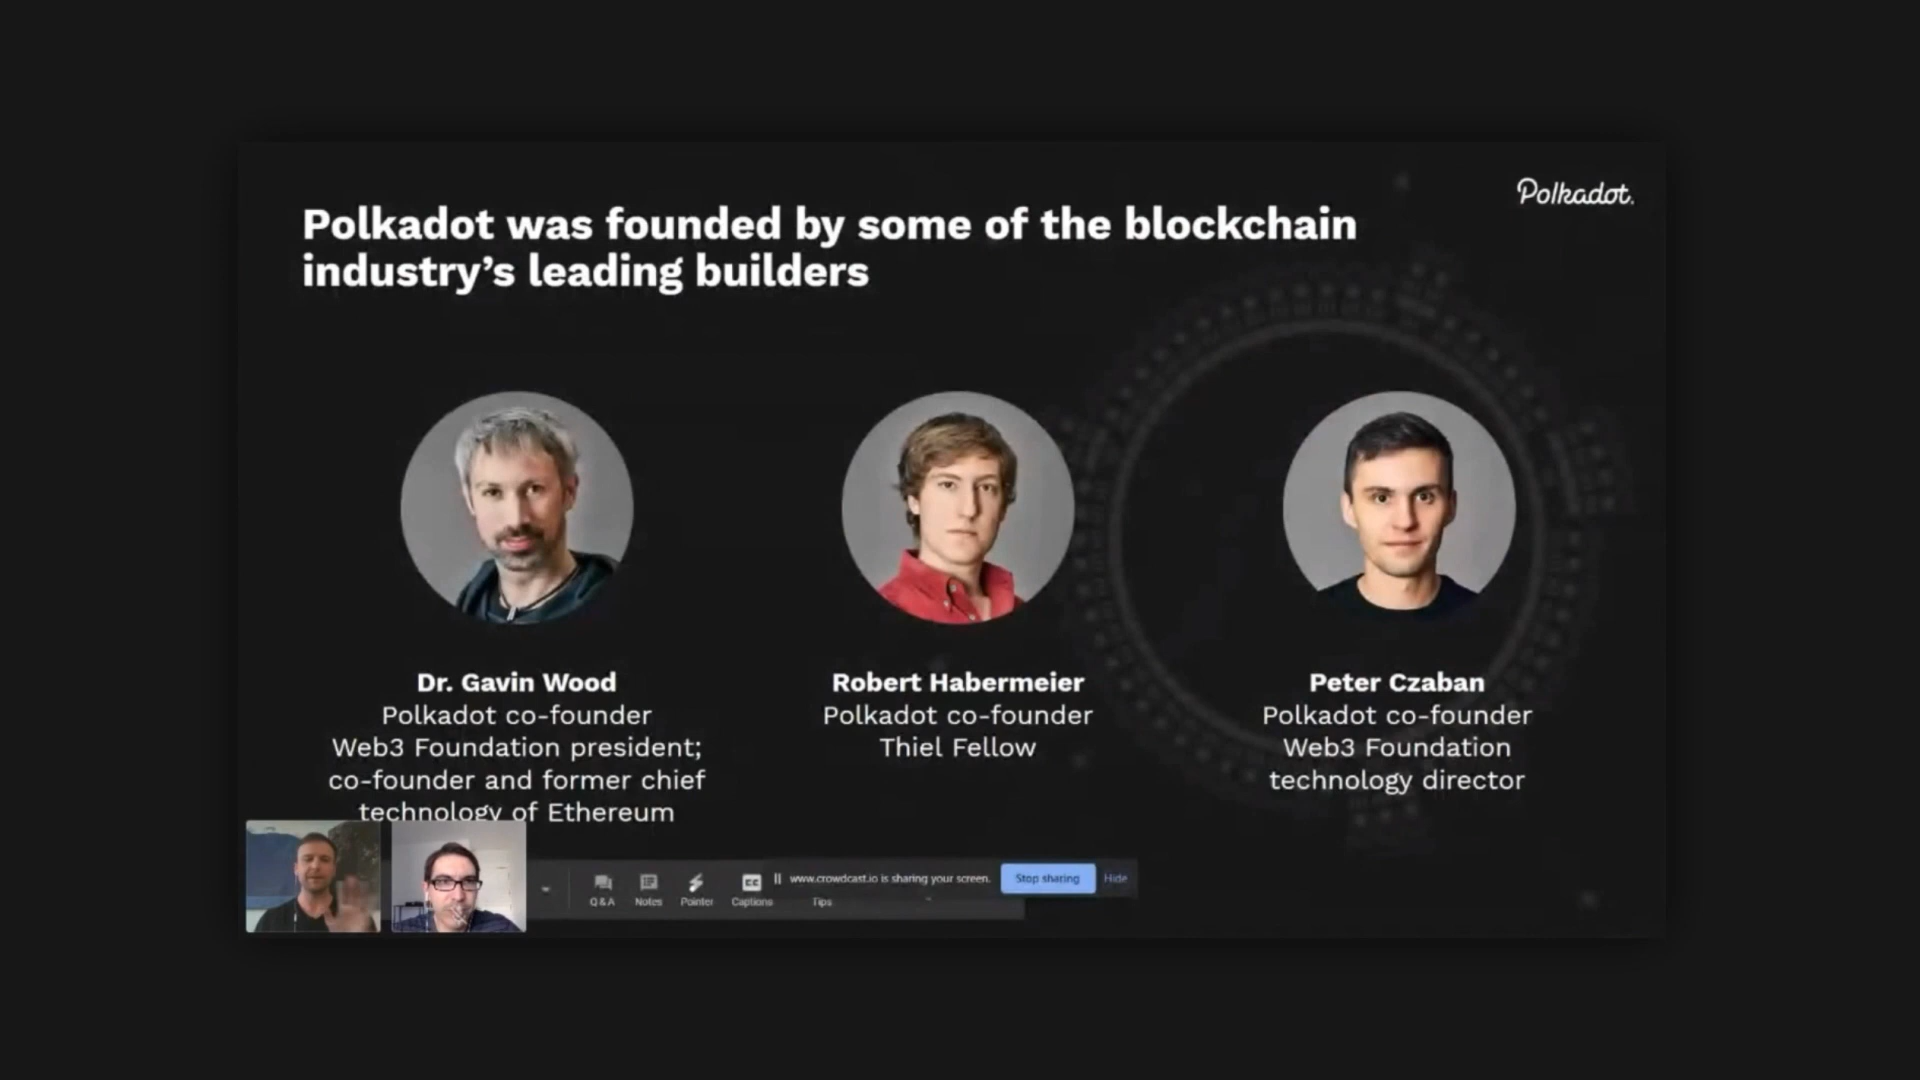 Polkadot.
Polkadot was founded by some of the blockchain
industry’s leading builders
Dr. Gavin Wood
Polkadot co-founder
Web3 Foundation president;
co-founder and former chief
technology of Ethereum
Robert Habermeier
Polkadot co-founder
Thiel Fellow
Peter Czaban
Polkadot co-founder
Web3 Foundation
technology director
www.crowdcast.io is sharing your screen.
Stop sharing
Hide
Q&A
Notes
Pointer
CC
Captions
Tips